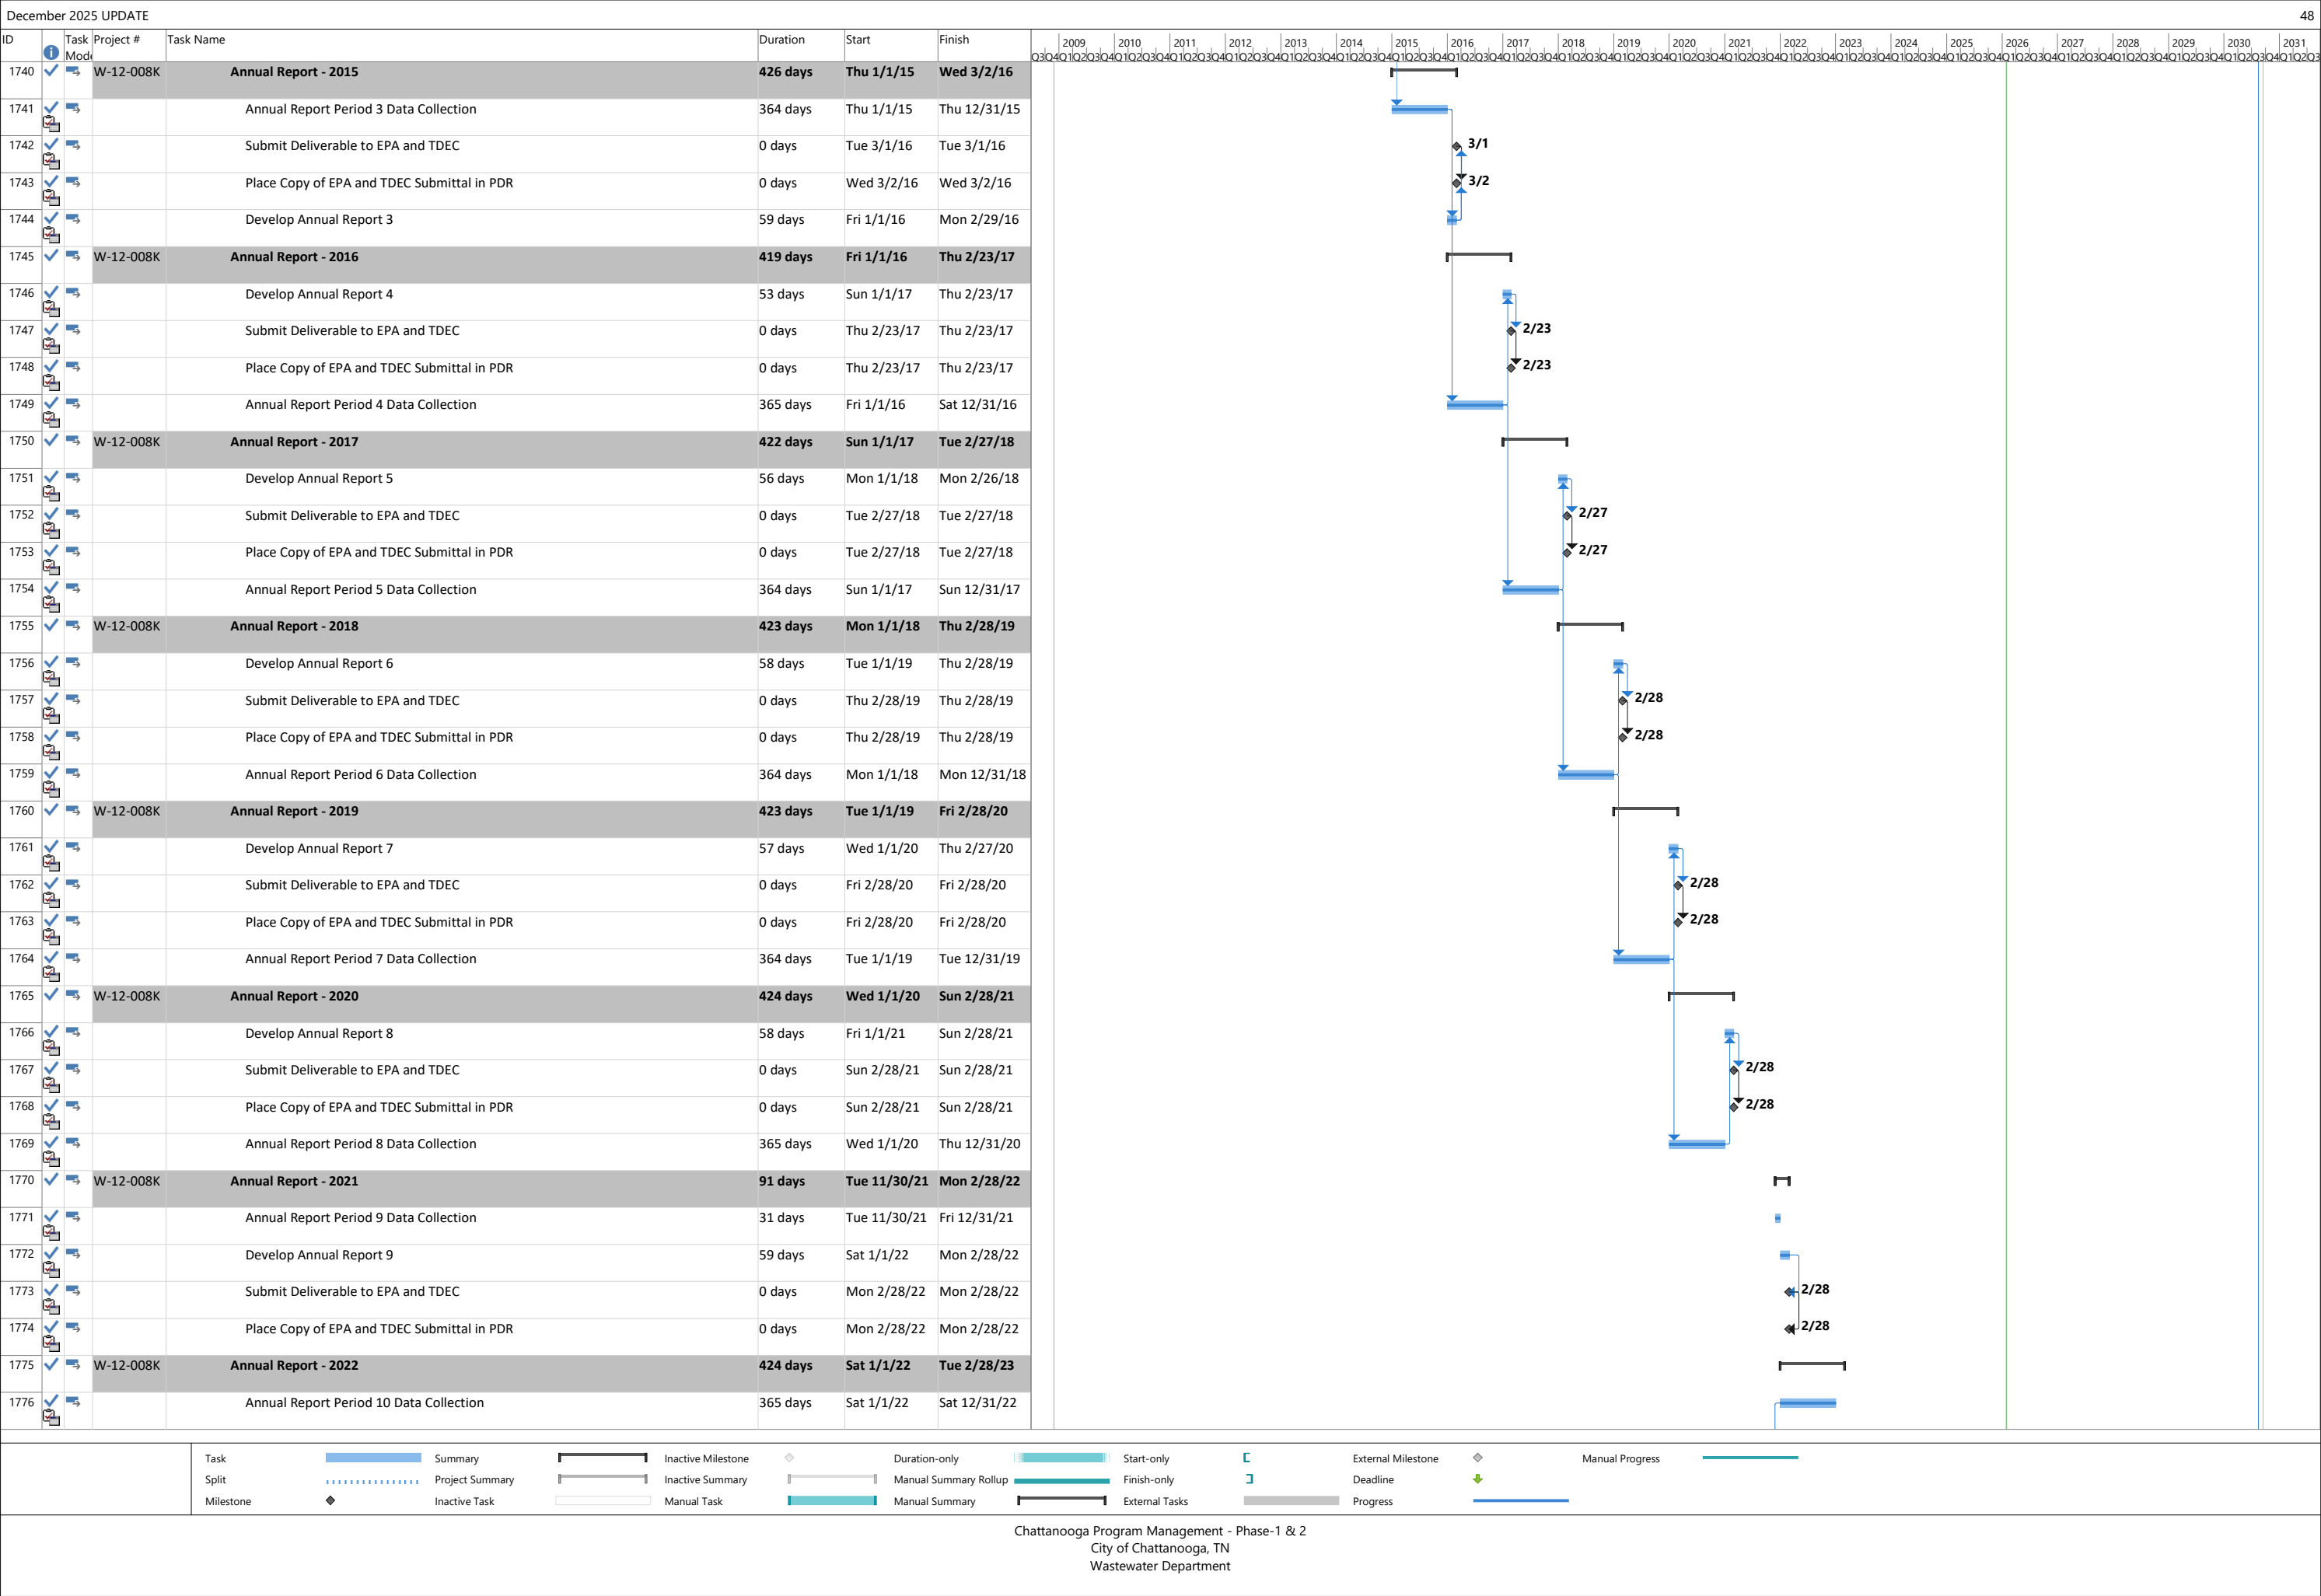 December 2025 UPDATE 48
ID Task Mode Project # Task Name Duration Start Finish 2009 2010 2011 2012 2013 2014 2015 2016 2017 2018 2019 2020 2021 2022 2023 2024 2025 2026 2027 2028 2029 2030 2031
1740 W-12-008K Annual Report - 2015 426 days Thu 1/1/15 Wed 3/2/16
1741 Annual Report Period 3 Data Collection 364 days Thu 1/1/15 Thu 12/31/15
1742 Submit Deliverable to EPA and TDEC 0 days Tue 3/1/16 Tue 3/1/16 3/1
1743 Place Copy of EPA and TDEC Submittal in PDR 0 days Wed 3/2/16 Wed 3/2/16 3/2
1744 Develop Annual Report 3 59 days Fri 1/1/16 Mon 2/29/16
1745 W-12-008K Annual Report - 2016 419 days Fri 1/1/16 Thu 2/23/17
1746 Develop Annual Report 4 53 days Sun 1/1/17 Thu 2/23/17
1747 Submit Deliverable to EPA and TDEC 0 days Thu 2/23/17 Thu 2/23/17 2/23
1748 Place Copy of EPA and TDEC Submittal in PDR 0 days Thu 2/23/17 Thu 2/23/17 2/23
1749 Annual Report Period 4 Data Collection 365 days Fri 1/1/16 Sat 12/31/16
1750 W-12-008K Annual Report - 2017 422 days Sun 1/1/17 Tue 2/27/18
1751 Develop Annual Report 5 56 days Mon 1/1/18 Mon 2/26/18
1752 Submit Deliverable to EPA and TDEC 0 days Tue 2/27/18 Tue 2/27/18 2/27
1753 Place Copy of EPA and TDEC Submittal in PDR 0 days Tue 2/27/18 Tue 2/27/18 2/27
1754 Annual Report Period 5 Data Collection 364 days Sun 1/1/17 Sun 12/31/17
1755 W-12-008K Annual Report - 2018 423 days Mon 1/1/18 Thu 2/28/19
1756 Develop Annual Report 6 58 days Tue 1/1/19 Thu 2/28/19
1757 Submit Deliverable to EPA and TDEC 0 days Thu 2/28/19 Thu 2/28/19 2/28
1758 Place Copy of EPA and TDEC Submittal in PDR 0 days Thu 2/28/19 Thu 2/28/19 2/28
1759 Annual Report Period 6 Data Collection 364 days Mon 1/1/18 Mon 12/31/18
1760 W-12-008K Annual Report - 2019 423 days Tue 1/1/19 Fri 2/28/20
1761 Develop Annual Report 7 57 days Wed 1/1/20 Thu 2/27/20
1762 Submit Deliverable to EPA and TDEC 0 days Fri 2/28/20 Fri 2/28/20 2/28
1763 Place Copy of EPA and TDEC Submittal in PDR 0 days Fri 2/28/20 Fri 2/28/20 2/28
1764 Annual Report Period 7 Data Collection 364 days Tue 1/1/19 Tue 12/31/19
1765 W-12-008K Annual Report - 2020 424 days Wed 1/1/20 Sun 2/28/21
1766 Develop Annual Report 8 58 days Fri 1/1/21 Sun 2/28/21
1767 Submit Deliverable to EPA and TDEC 0 days Sun 2/28/21 Sun 2/28/21 2/28
1768 Place Copy of EPA and TDEC Submittal in PDR 0 days Sun 2/28/21 Sun 2/28/21 2/28
1769 Annual Report Period 8 Data Collection 365 days Wed 1/1/20 Thu 12/31/20
1770 W-12-008K Annual Report - 2021 91 days Tue 11/30/21 Mon 2/28/22
1771 Annual Report Period 9 Data Collection 31 days Tue 11/30/21 Fri 12/31/21
1772 Develop Annual Report 9 59 days Sat 1/1/22 Mon 2/28/22
1773 Submit Deliverable to EPA and TDEC 0 days Mon 2/28/22 Mon 2/28/22 2/28
1774 Place Copy of EPA and TDEC Submittal in PDR 0 days Mon 2/28/22 Mon 2/28/22 2/28
1775 W-12-008K Annual Report - 2022 424 days Sat 1/1/22 Tue 2/28/23
1776 Annual Report Period 10 Data Collection 365 days Sat 1/1/22 Sat 12/31/22
Task Summary Inactive Milestone Duration-only Start-only External Milestone Manual Progress
Split Project Summary Inactive Summary Manual Summary Rollup Finish-only Deadline
Milestone Inactive Task Manual Task Manual Summary External Tasks Progress
Chattanooga Program Management - Phase-1 & 2
City of Chattanooga, TN
Wastewater Department